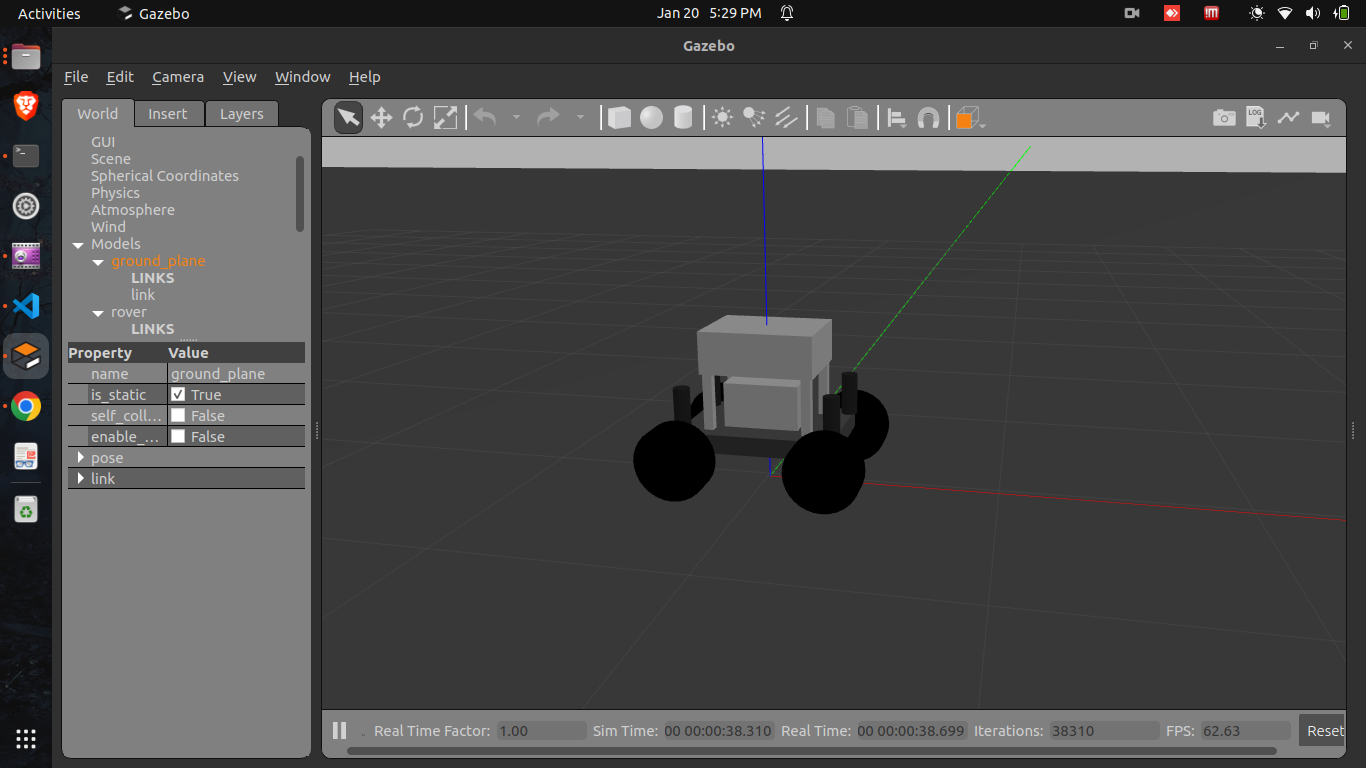 Activities
Gazebo
Jan 20 5:29 PM
Gazebo
File Edit Camera View Window Help
World Insert Layers
LOG
GUI
Scene
Spherical Coordinates
Physics
Atmosphere
Wind
Models
ground_plane
LINKS
link
rover
LINKS
Property Value
name ground_plane
is_static True
self_coll... False
enable_... False
pose
link
Real Time Factor: 1.00 Sim Time: 00 00:00:38.310 Real Time: 00 00:00:38.699 Iterations: 38310 FPS: 62.63 Reset